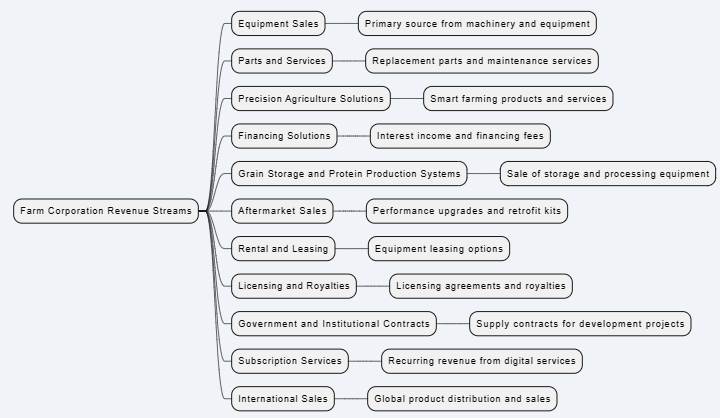 Equipment Sales
Primary source from machinery and equipment
Parts and Services
Replacement parts and maintenance services
Precision Agriculture Solutions
Smart farming products and services
Financing Solutions
Interest income and financing fees
Grain Storage and Protein Production Systems
Sale of storage and processing equipment
Farm Corporation Revenue Streams
Aftermarket Sales
Performance upgrades and retrofit kits
Rental and Leasing
Equipment leasing options
Licensing and Royalties
Licensing agreements and royalties
Government and Institutional Contracts
Supply contracts for development projects
Subscription Services
Recurring revenue from digital services
International Sales
Global product distribution and sales